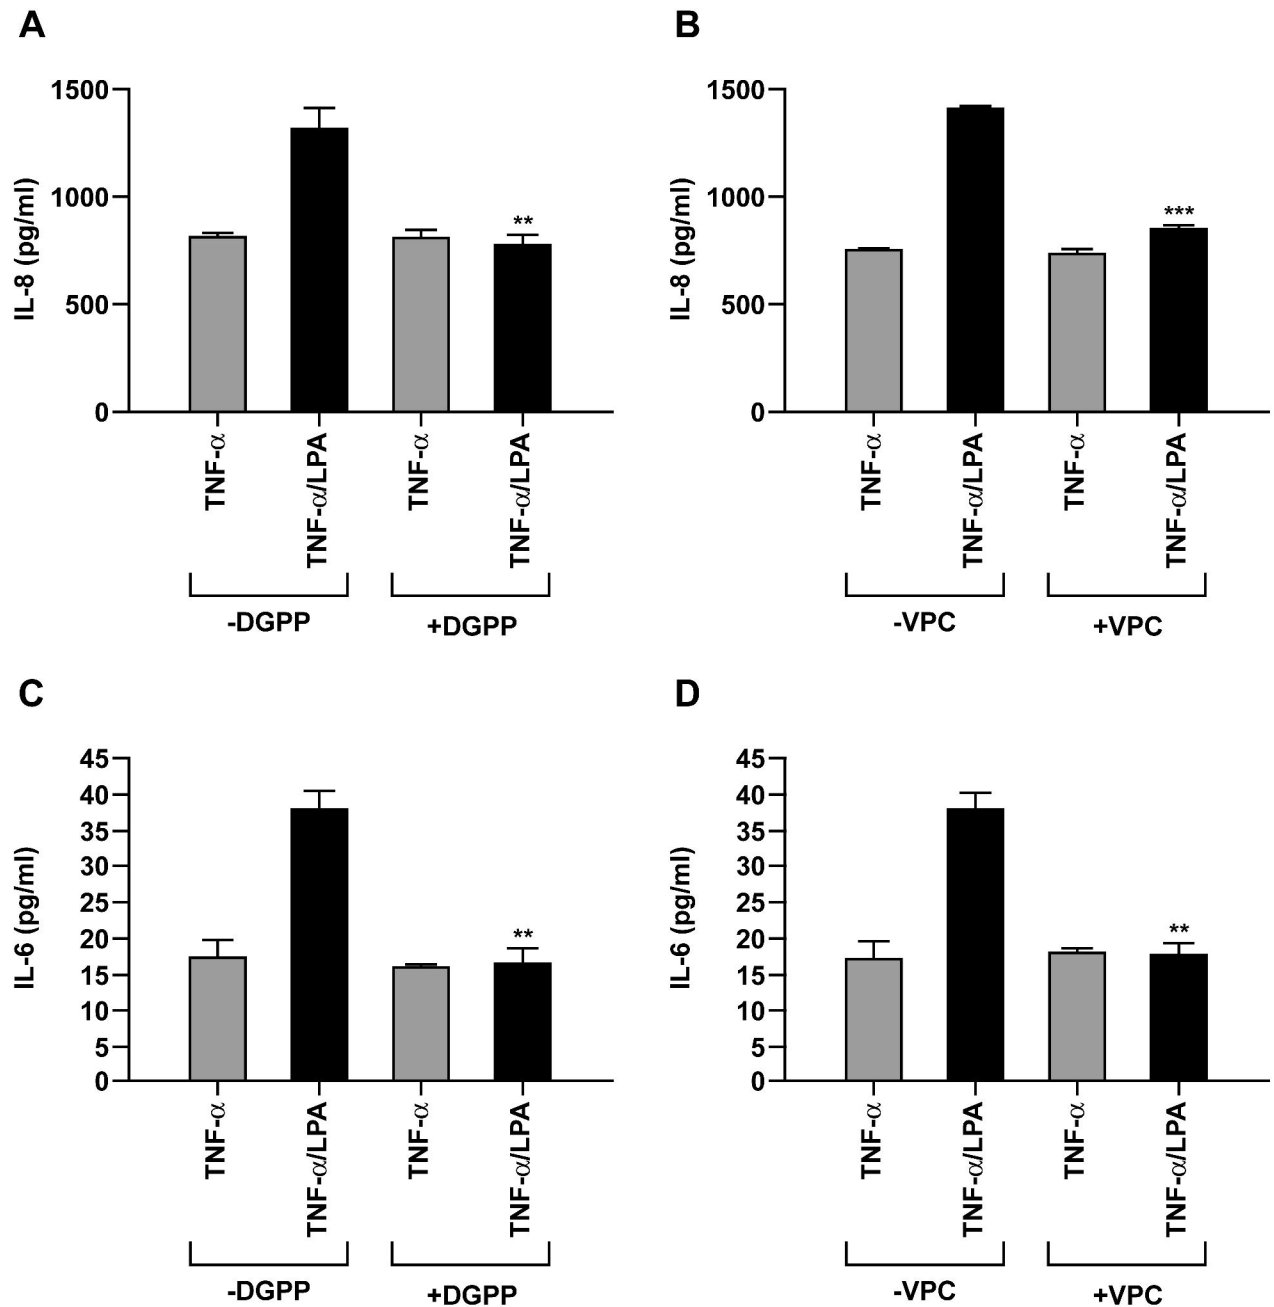 A
IL-8 (pg/ml)
1500
1000
500
0
**
TNF-α
TNF-α/LPA
TNF-α
TNF-α/LPA
-DGPP
+DGPP
B
IL-8 (pg/ml)
1500
1000
500
0
***
TNF-α
TNF-α/LPA
TNF-α
TNF-α/LPA
-VPC
+VPC
C
IL-6 (pg/ml)
45
40
35
30
25
20
15
10
5
0
**
TNF-α
TNF-α/LPA
TNF-α
TNF-α/LPA
-DGPP
+DGPP
D
IL-6 (pg/ml)
45
40
35
30
25
20
15
10
5
0
**
TNF-α
TNF-α/LPA
TNF-α
TNF-α/LPA
-VPC
+VPC